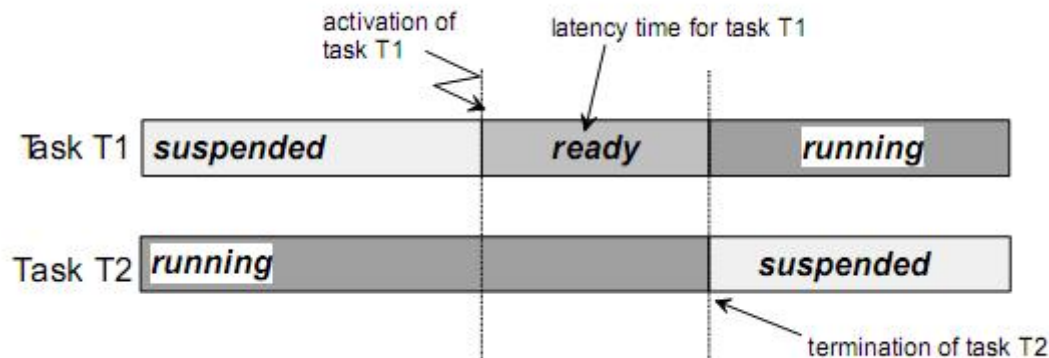 activation of
task T1
latency time for task T1
Task T1
suspended
ready
running
Task T2
running
suspended
termination of task T2